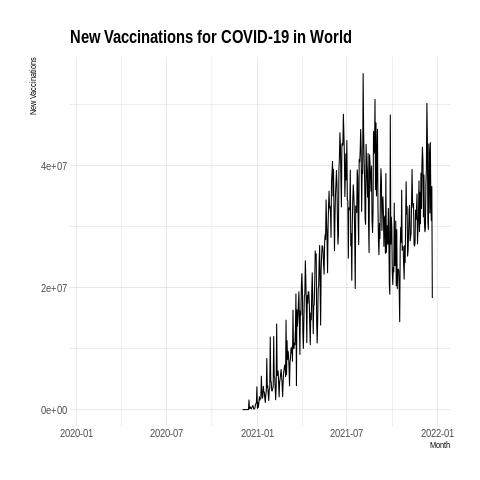 New Vaccinations for COVID-19 in World
New Vaccinations
4e+07
2e+07
0e+00
2020-01 2020-07 2021-01 2021-07 2022-01
Month